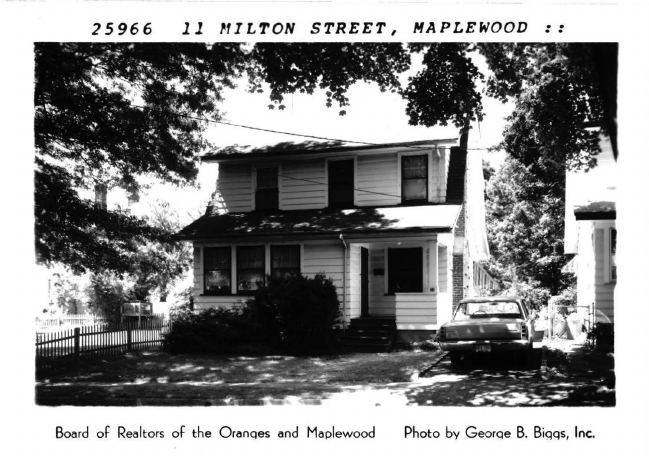 25966 11 MILTON STREET, MAPLEWOOD ::
Board of Realtors of the Oranges and Maplewood Photo by George B. Biggs, Inc.